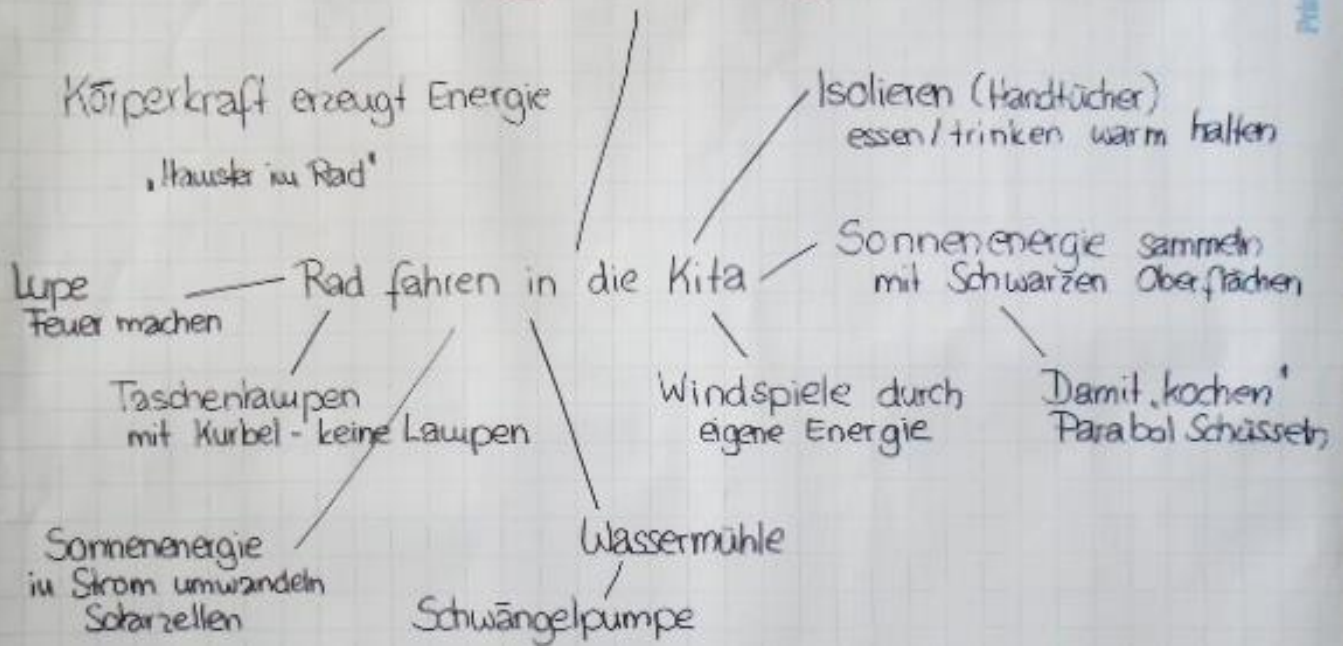 Körperkraft erzeugt Energie
„Hamster im Rad"
Isolieren (Handtücher)
essen/trinken warm halten
Lupe
Feuer machen
Rad fahren in die Kita
Sonnenenergie sammeln
mit Schwarzen Oberflächen
Taschenlampen
mit Kurbel - keine Lampen
Windspiele durch
eigene Energie
Damit „kochen"
Parabol Schüsseln
Sonnenenergie
in Strom umwandeln
Solarzellen
Wassermühle
Schwängelpumpe